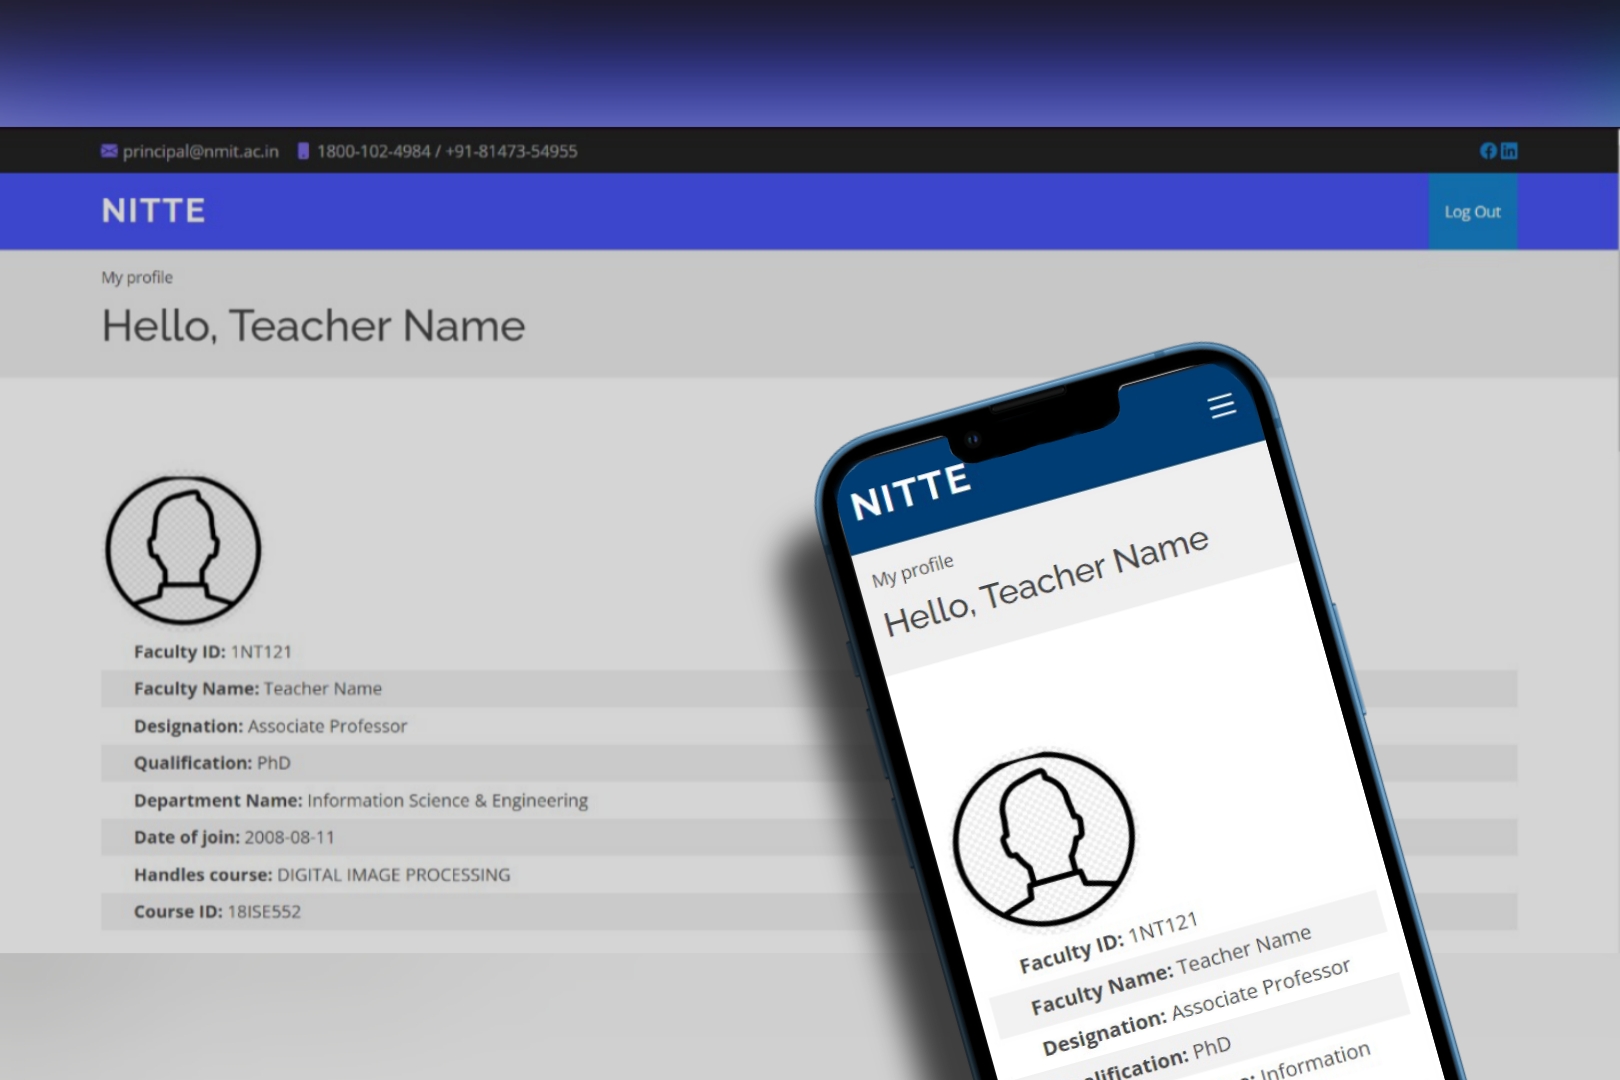 principal@nmit.ac.in 1800-102-4984 / +91-81473-54955
NITTE
Log Out
My profile
Hello, Teacher Name
Faculty ID: 1NT121
Faculty Name: Teacher Name
Designation: Associate Professor
Qualification: PhD
Department Name: Information Science & Engineering
Date of join: 2008-08-11
Handles course: DIGITAL IMAGE PROCESSING
Course ID: 18ISE552
NITTE
My profile
Hello, Teacher Name
Faculty ID: 1NT121
Faculty Name: Teacher Name
Designation: Associate Professor
lification: PhD
e: Information